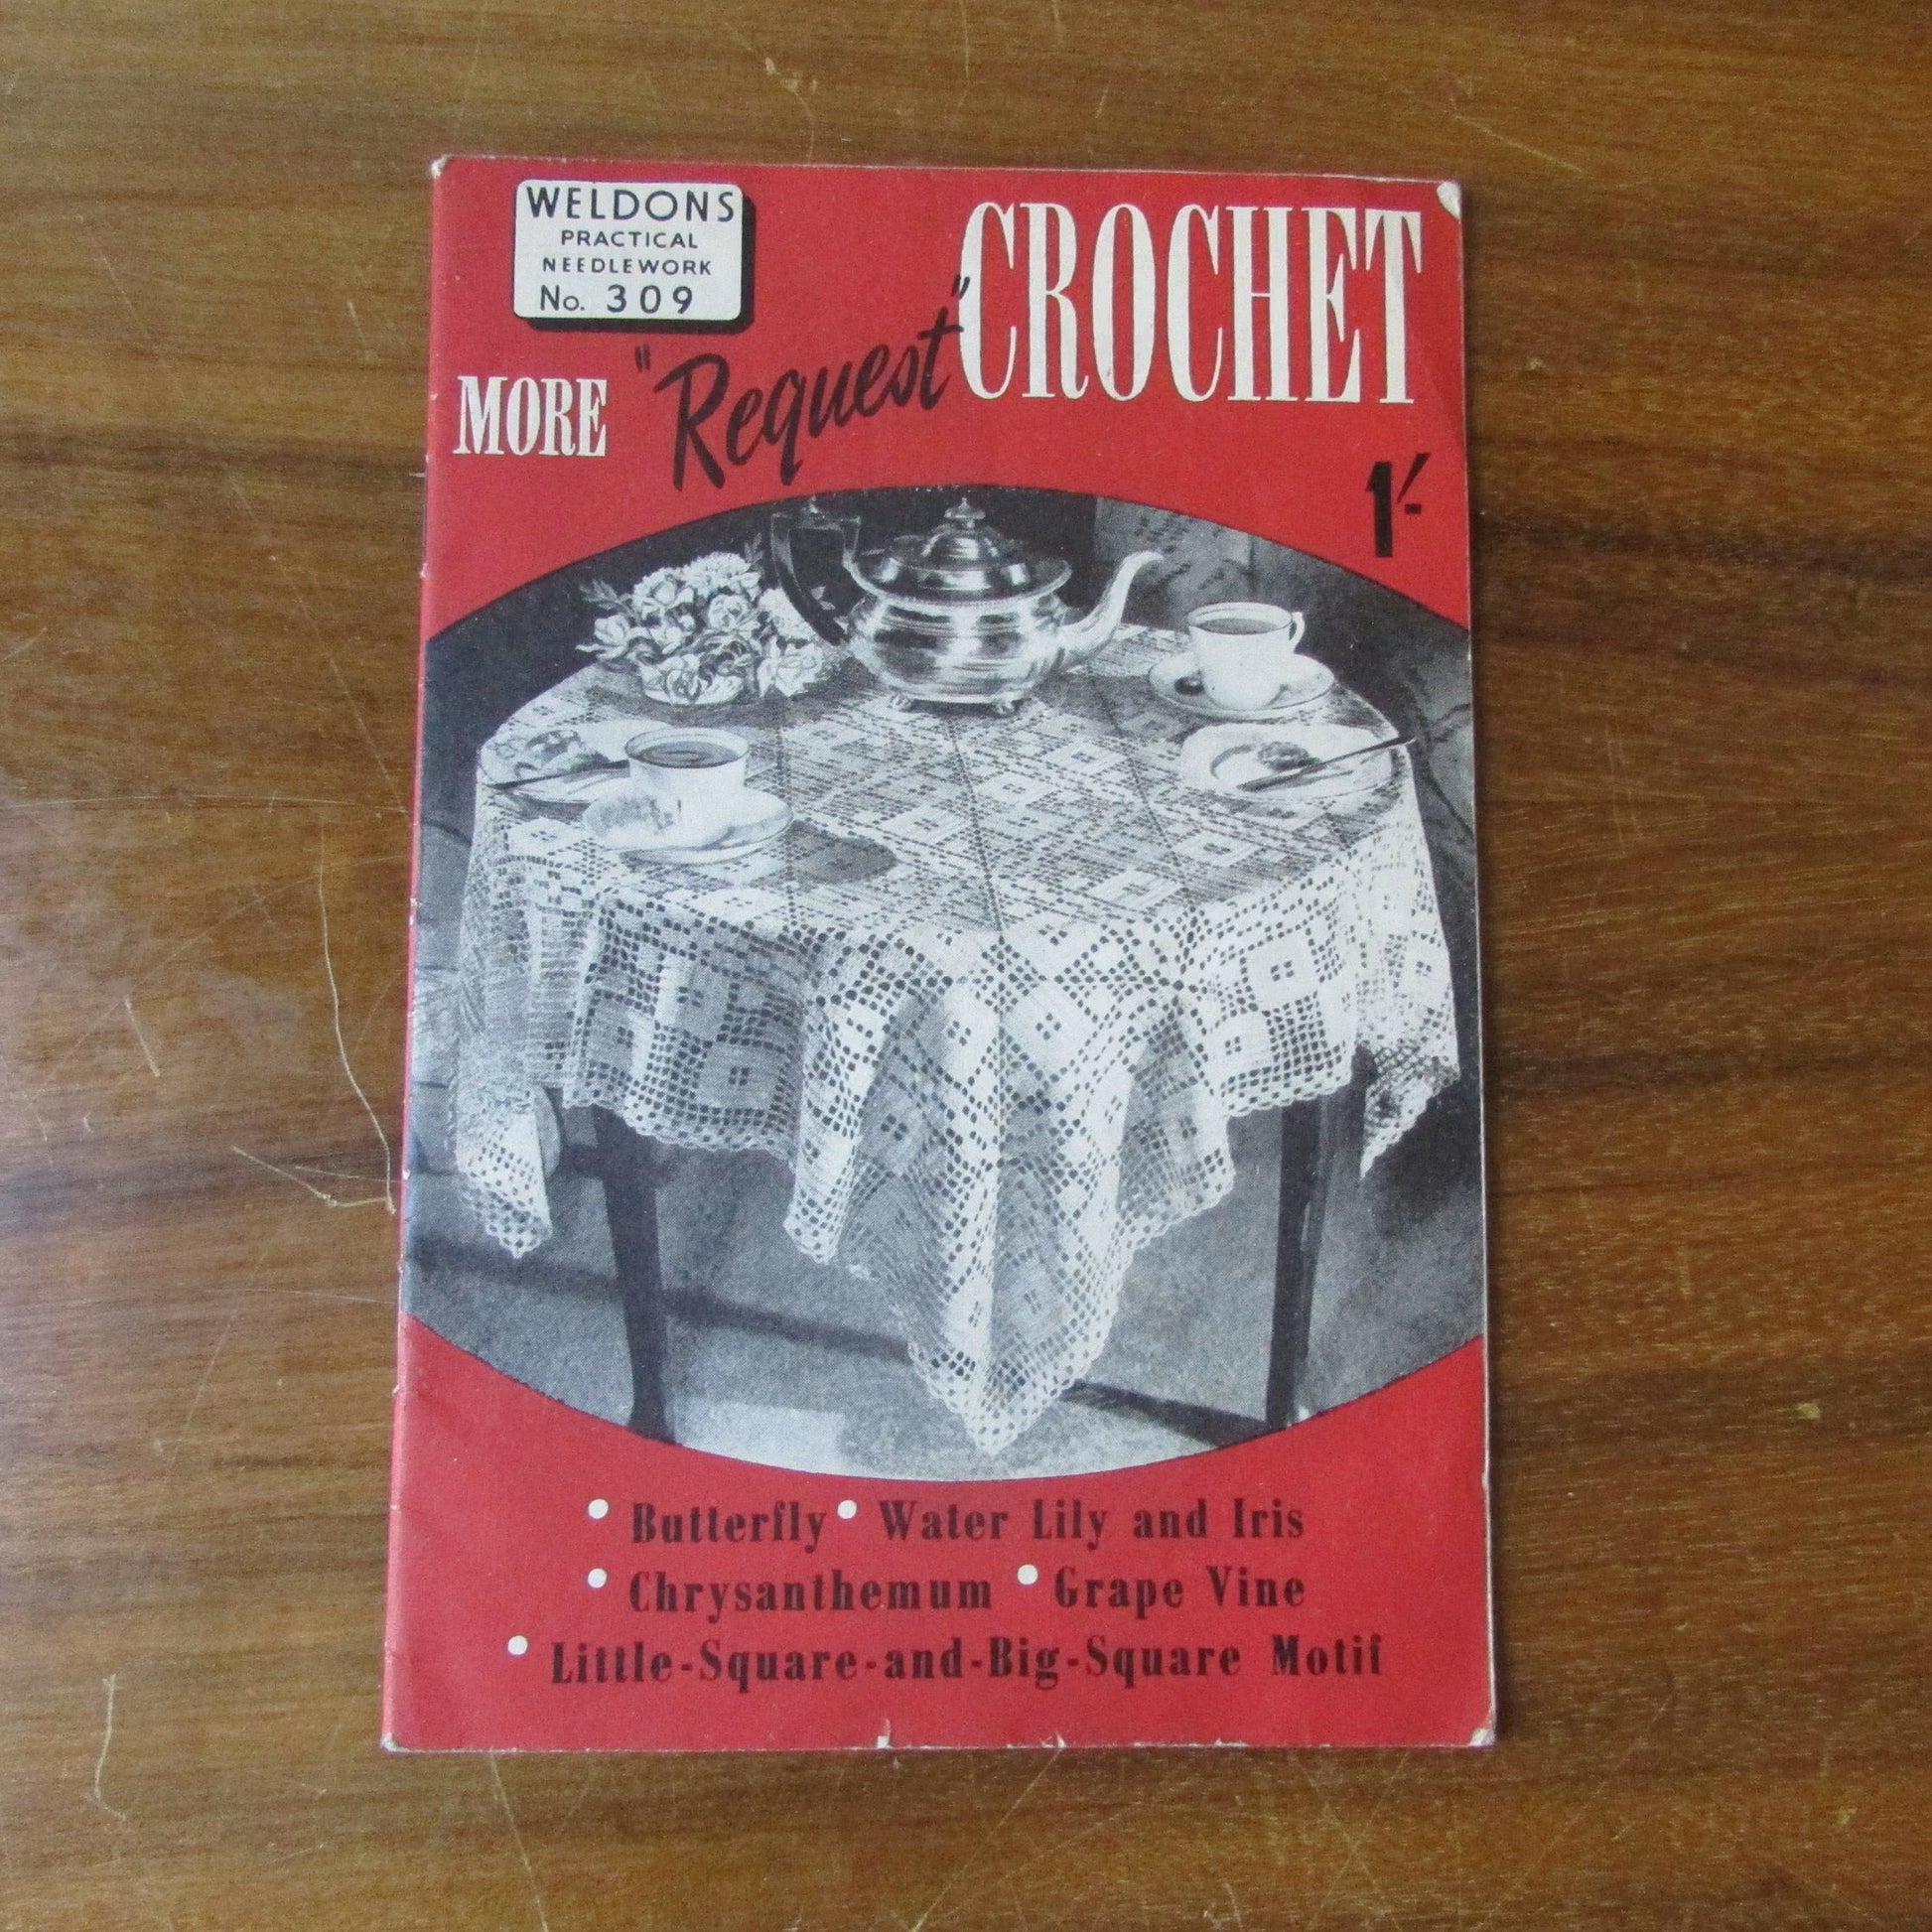 WELDONS
PRACTICAL
NEEDLEWORK
No. 309
MORE "Request" CROCHET
1/-
• Butterfly • Water Lily and Iris
• Chrysanthemum • Grape Vine
• Little-Square-and-Big-Square Motif